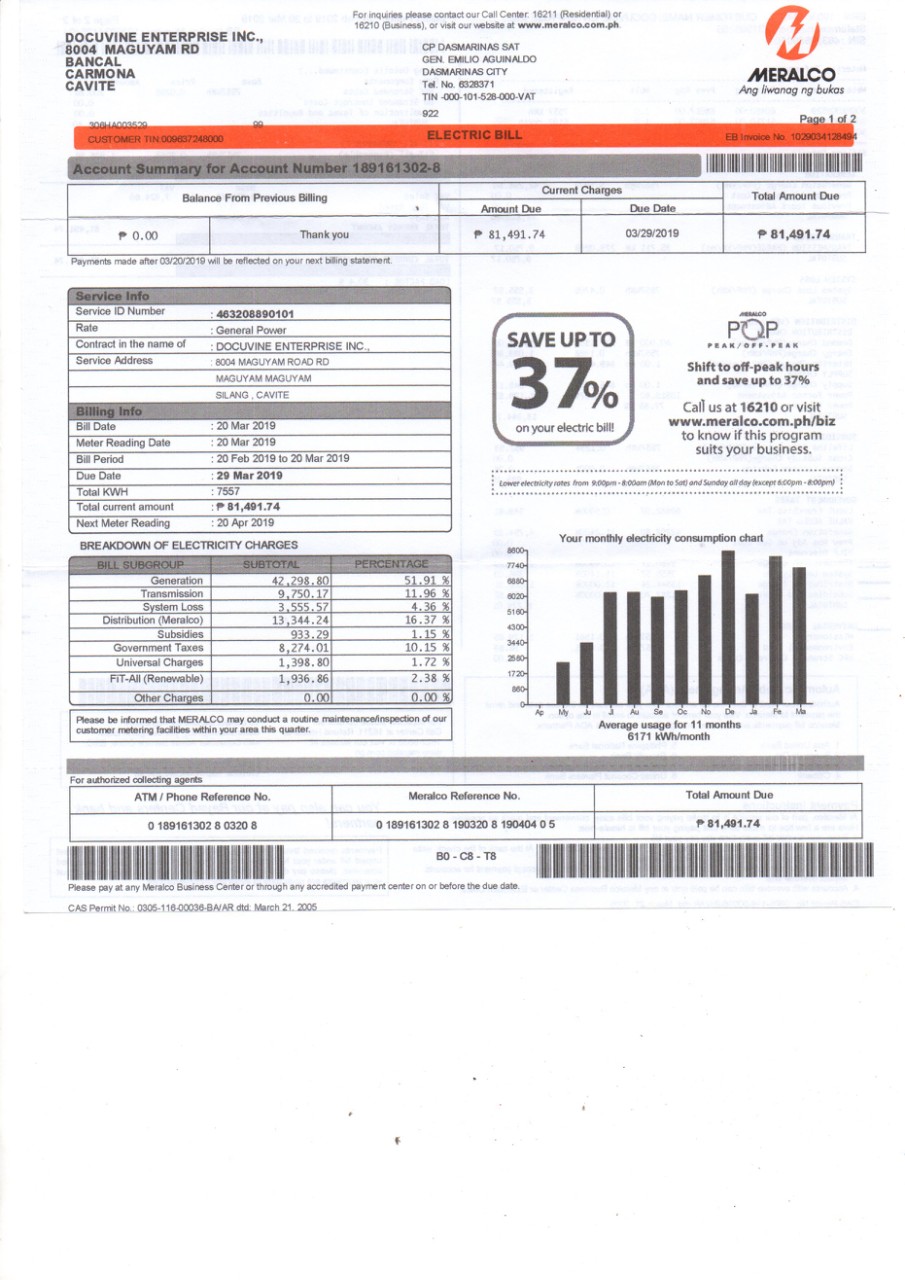 For inquiries please contact our Call Center: 16211 (Residential) or
16210 (Business), or visit our website at www.meralco.com.ph.
DOCUVINE ENTERPRISE INC.,
8004 MAGUYAM RD
BANCAL
CARMONA
CAVITE
CP DASMARINAS SAT
GEN. EMILIO AGUINALDO
DASMARINAS CITY
Tel. No. 6328371
TIN -000-101-528-000-VAT
922
MERALCO
Ang liwanag ng bukas
Page 1 of 2
306HA003529 99
CUSTOMER TIN:009637248000 ELECTRIC BILL EB Invoice No. 1029034128494
Account Summary for Account Number 189161302-8
Balance From Previous Billing Current Charges Total Amount Due
Amount Due Due Date
₱ 0.00 Thank you ₱ 81,491.74 03/29/2019 ₱ 81,491.74
Payments made after 03/20/2019 will be reflected on your next billing statement.
Service Info
Service ID Number : 463208890101
Rate : General Power
Contract in the name of : DOCUVINE ENTERPRISE INC.,
Service Address : 8004 MAGUYAM ROAD RD
MAGUYAM MAGUYAM
SILANG , CAVITE
Billing Info
Bill Date : 20 Mar 2019
Meter Reading Date : 20 Mar 2019
Bill Period : 20 Feb 2019 to 20 Mar 2019
Due Date : 29 Mar 2019
Total KWH : 7557
Total current amount : ₱ 81,491.74
Next Meter Reading : 20 Apr 2019
SAVE UP TO
37%
on your electric bill!
MERALCO
POP
PEAK/OFF-PEAK
Shift to off-peak hours
and save up to 37%
Call us at 16210 or visit
www.meralco.com.ph/biz
to know if this program
suits your business.
Lower electricity rates from 9:00pm - 8:00am (Mon to Sat) and Sunday all day (except 6:00pm - 8:00pm)
BREAKDOWN OF ELECTRICITY CHARGES
BILL SUBGROUP SUBTOTAL PERCENTAGE
Generation 42,298.80 51.91 %
Transmission 9,750.17 11.96 %
System Loss 3,555.57 4.36 %
Distribution (Meralco) 13,344.24 16.37 %
Subsidies 933.29 1.15 %
Government Taxes 8,274.01 10.15 %
Universal Charges 1,398.80 1.72 %
FiT-All (Renewable) 1,936.86 2.38 %
Other Charges 0.00 0.00 %
Please be informed that MERALCO may conduct a routine maintenance/inspection of our
customer metering facilities within your area this quarter.
Your monthly electricity consumption chart
8600
7740
6880
6020
5160
4300
3440
2580
1720
860
0
Ap My Ju Jl Au Se Oc No De Ja Fe Ma
Average usage for 11 months
6171 kWh/month
For authorized collecting agents
ATM / Phone Reference No. Meralco Reference No. Total Amount Due
0 189161302 8 0320 8 0 189161302 8 190320 8 190404 0 5 ₱ 81,491.74
B0 - C8 - T8
Please pay at any Meralco Business Center or through any accredited payment center on or before the due date.
CAS Permit No.: 0305-116-00036-BA/AR dtd: March 21, 2005